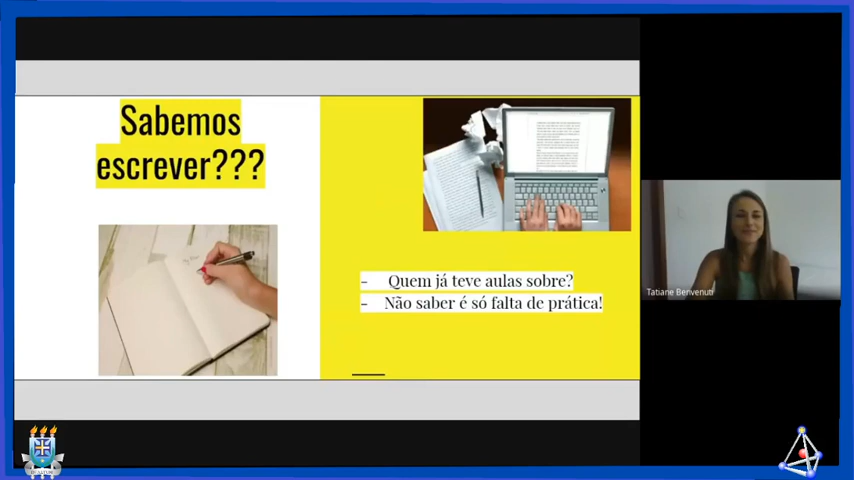 Sabemos
escrever???
- Quem já teve aulas sobre?
- Não saber é só falta de prática!
Tatiane Benvenuti